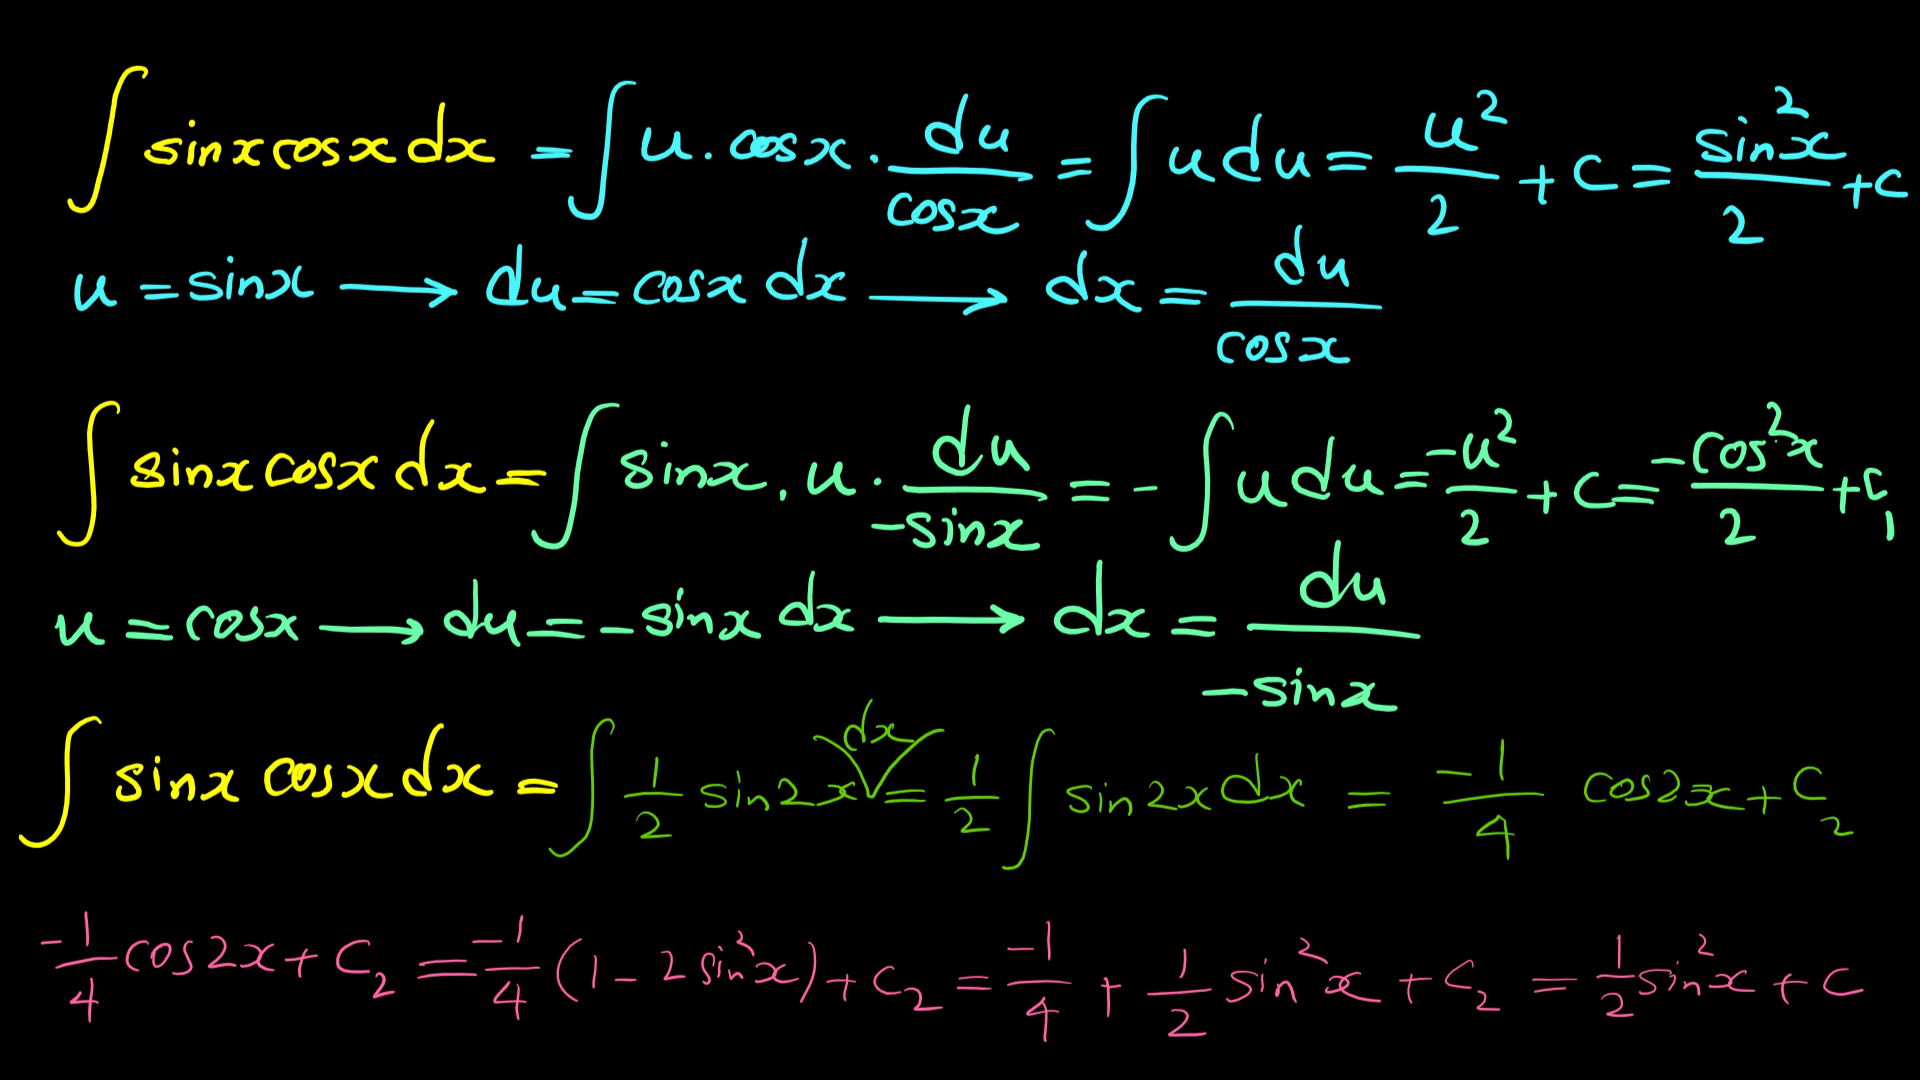 ∫ sinx cosx dx = ∫ u . cosx . du/cosx = ∫ u du = u²/2 + C = sin²x/2 + C
u = sinx → du = cosx dx → dx = du/cosx
∫ sinx cosx dx = ∫ sinx . u . du/-sinx = - ∫ u du = -u²/2 + C = -cos²x/2 + C₁
u = cosx → du = -sinx dx → dx = du/-sinx
∫ sinx cosx dx = ∫ 1/2 sin2x dx = 1/2 ∫ sin2x dx = -1/4 cos2x + C₂
-1/4 cos2x + C₂ = -1/4 (1 - 2 sin²x) + C₂ = -1/4 + 1/2 sin²x + C₂ = 1/2 sin²x + C